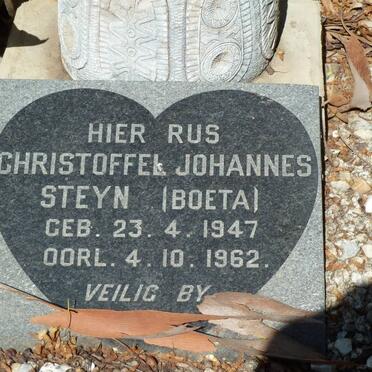 HIER RUS
CHRISTOFFEL JOHANNES
STEYN (BOETA)
GEB. 23. 4. 1947
OORL. 4. 10. 1962.
VEILIG BY